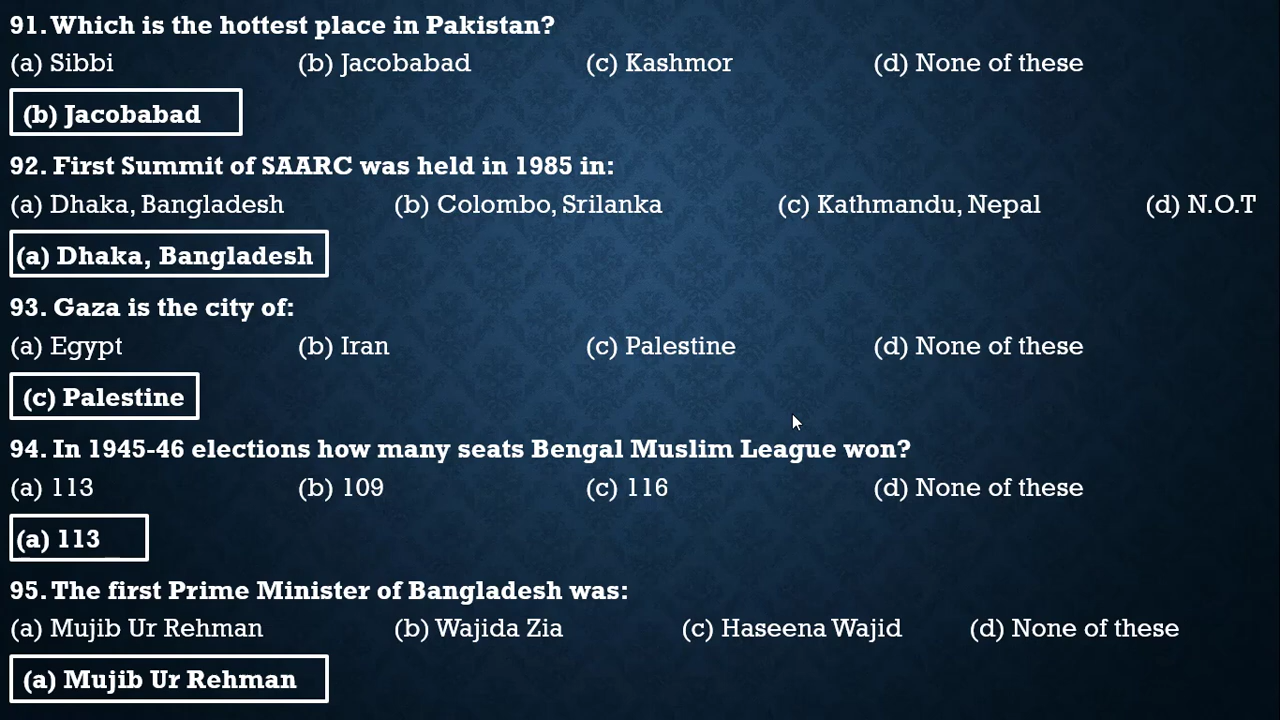 91. Which is the hottest place in Pakistan?
(a) Sibbi (b) Jacobabad (c) Kashmor (d) None of these
(b) Jacobabad
92. First Summit of SAARC was held in 1985 in:
(a) Dhaka, Bangladesh (b) Colombo, Srilanka (c) Kathmandu, Nepal (d) N.O.T
(a) Dhaka, Bangladesh
93. Gaza is the city of:
(a) Egypt (b) Iran (c) Palestine (d) None of these
(c) Palestine
94. In 1945-46 elections how many seats Bengal Muslim League won?
(a) 113 (b) 109 (c) 116 (d) None of these
(a) 113
95. The first Prime Minister of Bangladesh was:
(a) Mujib Ur Rehman (b) Wajida Zia (c) Haseena Wajid (d) None of these
(a) Mujib Ur Rehman